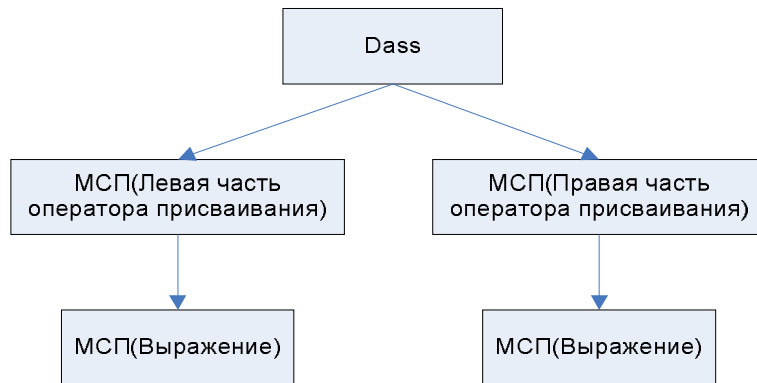 Dass
МСП(Левая часть
оператора присваивания)
МСП(Правая часть
оператора присваивания)
МСП(Выражение)
МСП(Выражение)